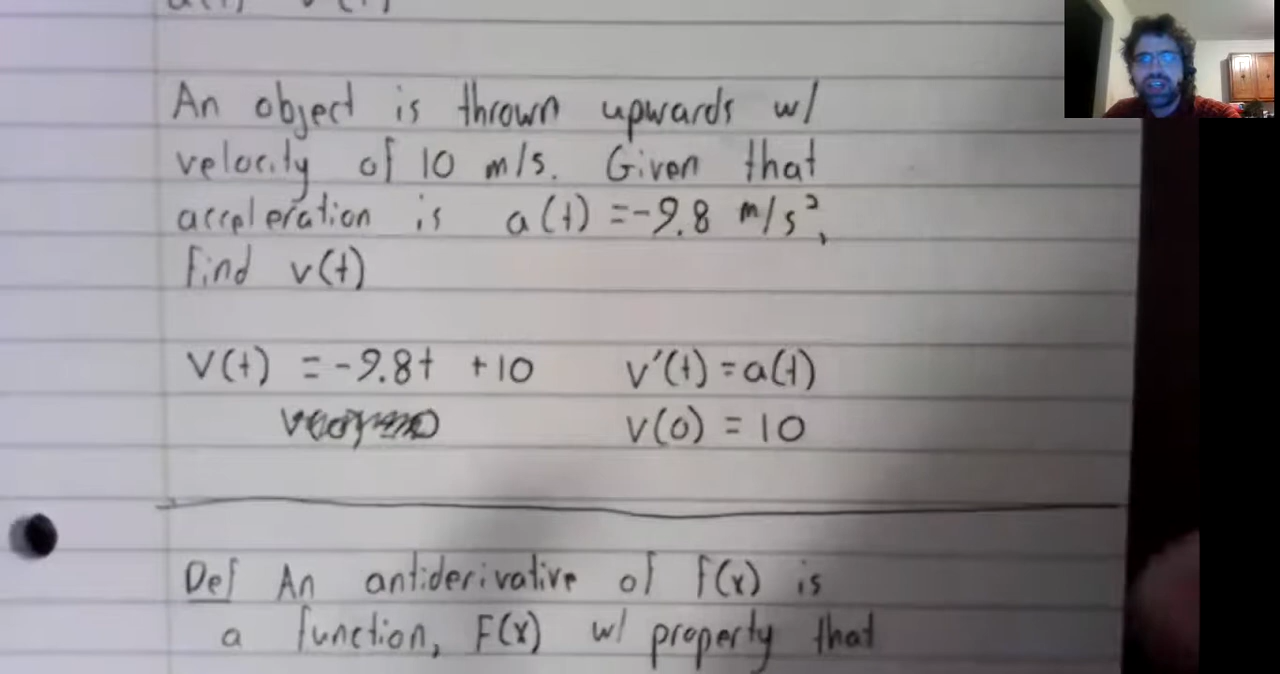 a(t) v'(t)
An object is thrown upwards w/
velocity of 10 m/s. Given that
acceleration is a(t) = -9.8 m/s²,
find v(t)
v(t) = -9.8t + 10 v'(t) = a(t)
v(0) = 10
Def An antiderivative of f(x) is
a function, F(x) w/ property that